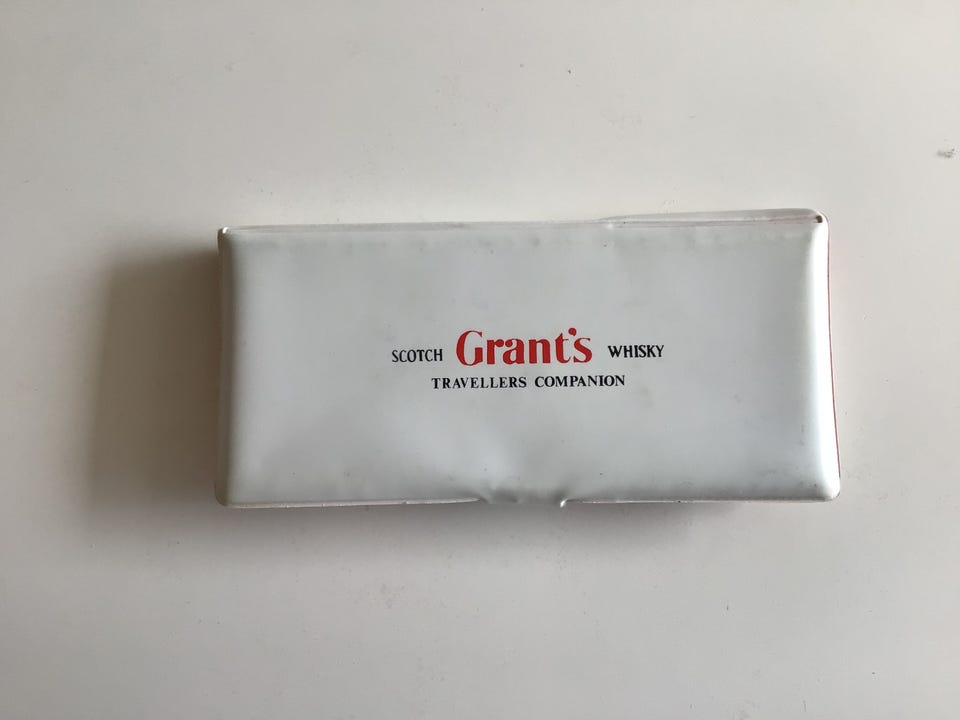 SCOTCH Grant's WHISKY
TRAVELLERS COMPANION